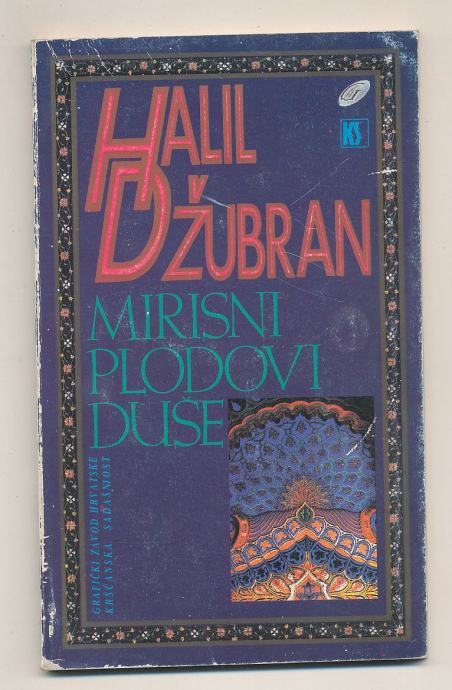 HALIL
DŽUBRAN
KS
MIRISNI
PLODOVI
DUŠE
GRAFIČKI ZAVOD HRVATSKE
KRŠĆANSKA SADAŠNJOST